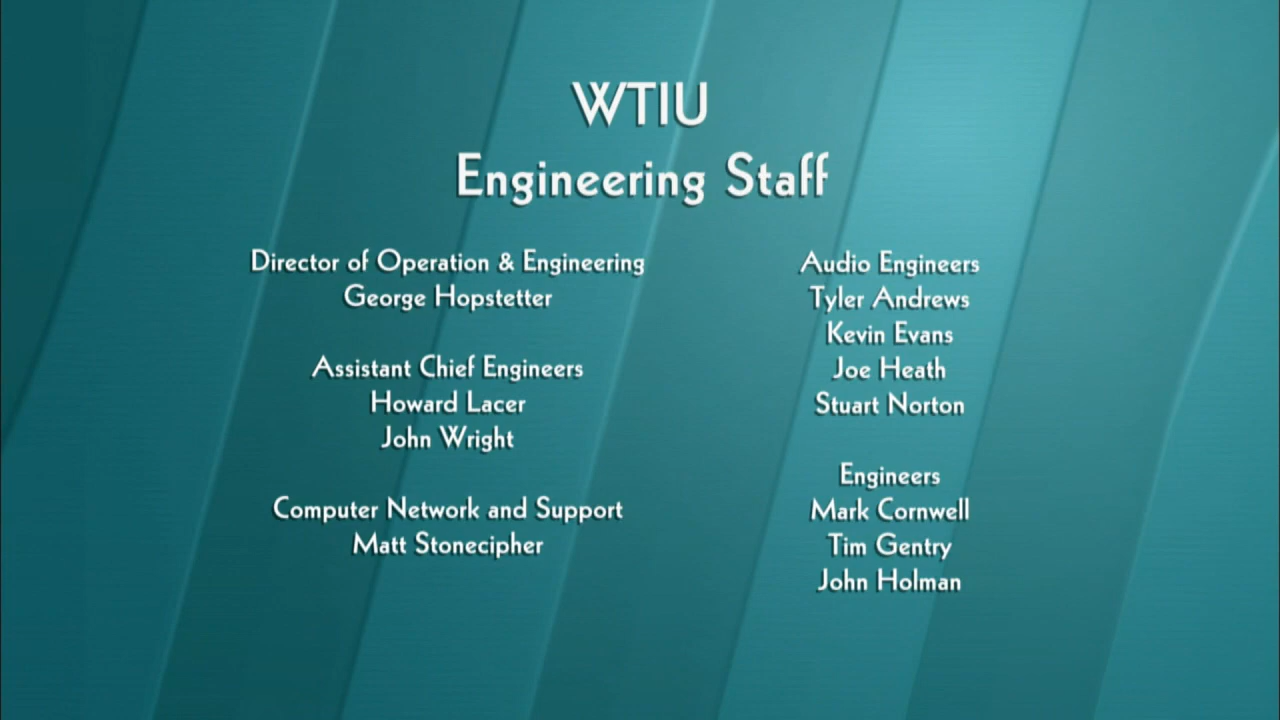 WTIU
Engineering Staff
Director of Operation & Engineering
George Hopstetter
Assistant Chief Engineers
Howard Lacer
John Wright
Computer Network and Support
Matt Stonecipher
Audio Engineers
Tyler Andrews
Kevin Evans
Joe Heath
Stuart Norton
Engineers
Mark Cornwell
Tim Gentry
John Holman